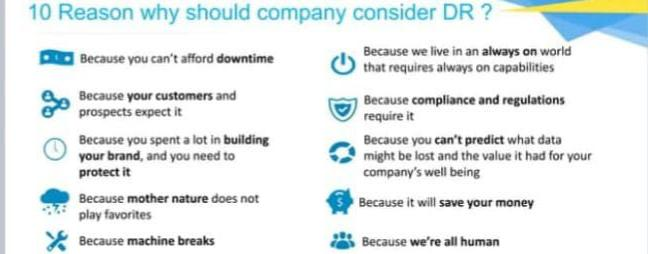 10 Reason why should company consider DR ?
Because you can't afford downtime
Because your customers and
prospects expect it
Because you spent a lot in building
your brand, and you need to
protect it
Because mother nature does not
play favorites
Because machine breaks
Because we live in an always on world
that requires always on capabilities
Because compliance and regulations
require it
Because you can't predict what data
might be lost and the value it had for your
company's well being
Because it will save your money
Because we're all human